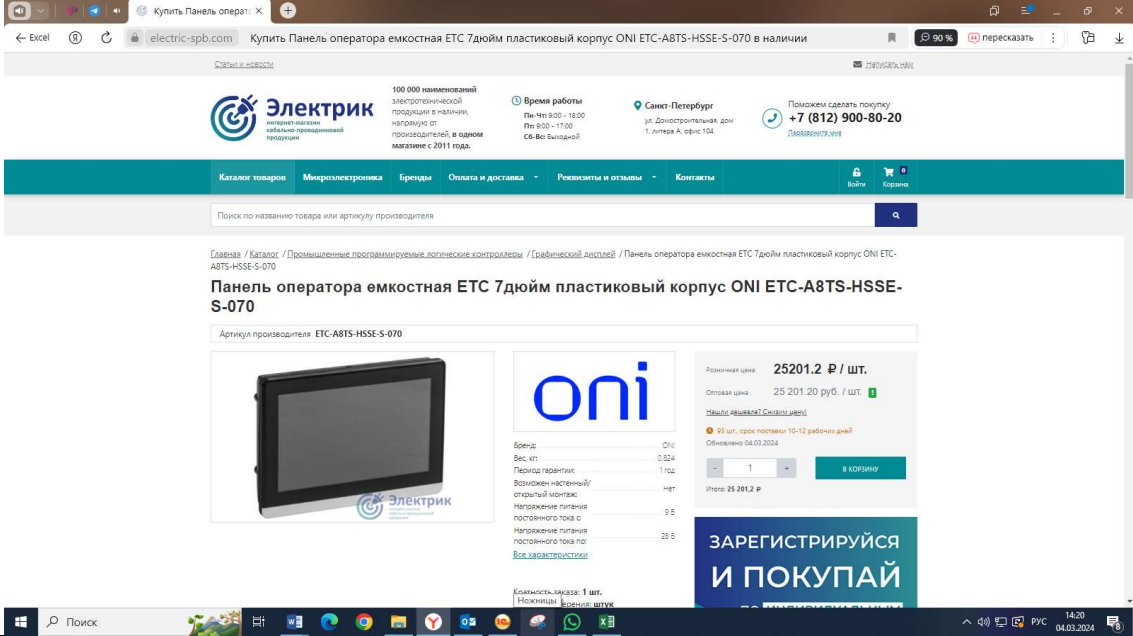 Купить Панель операто
Excel
electric-spb.com
Купить Панель оператора емкостная ETC 7дюйм пластиковый корпус ONI ETC-A8TS-HSSE-S-070 в наличии
90 %
пересказать
Статьи и новости
Написать нам
Электрик
интернет-магазин
кабельно-проводниковой
продукции
100 000 наименований
электротехнической
продукции в наличии,
напрямую от
производителей, в одном
магазине с 2011 года.
Время работы
Пн-Чт: 9:00 - 18:00
Пт: 9:00 - 17:00
Сб-Вс: Выходной
Санкт-Петербург
ул. Домостроительная, дом
1, литера А, офис 104
Поможем сделать покупку
+7 (812) 900-80-20
Перезвоните мне
Каталог товаров
Микроэлектроника
Бренды
Оплата и доставка
Реквизиты и отзывы
Контакты
Войти
0
Корзина
Поиск по названию товара или артикулу производителя
Главная / Каталог / Промышленные программируемые логические контроллеры / Графический дисплей / Панель оператора емкостная ETC 7дюйм пластиковый корпус ONI ETC-
A8TS-HSSE-S-070
Панель оператора емкостная ETC 7дюйм пластиковый корпус ONI ETC-A8TS-HSSE-
S-070
Артикул производителя ETC-A8TS-HSSE-S-070
Электрик
oni
Бренд: ONI
Вес, кг: 0.824
Период гарантии: 1 год
Возможен настенный/
открытый монтаж: Нет
Напряжение питания
постоянного тока с: 9 В
Напряжение питания
постоянного тока по: 28 В
Все характеристики
Кратность заказа: 1 шт.
Ножницы
ерения: штук
Розничная цена 25201.2 ₽ / шт.
Оптовая цена 25 201.20 руб. / шт. !
Нашли дешевле? Снизим цену!
93 шт., срок поставки 10-12 рабочих дней
Обновлено 04.03.2024
- 1 +
В КОРЗИНУ
Итого: 25 201,2 ₽
ЗАРЕГИСТРИРУЙСЯ
И ПОКУПАЙ
ПО ИНДИВИДУАЛЬНЫМ
Поиск
РУС
14:20
04.03.2024
8